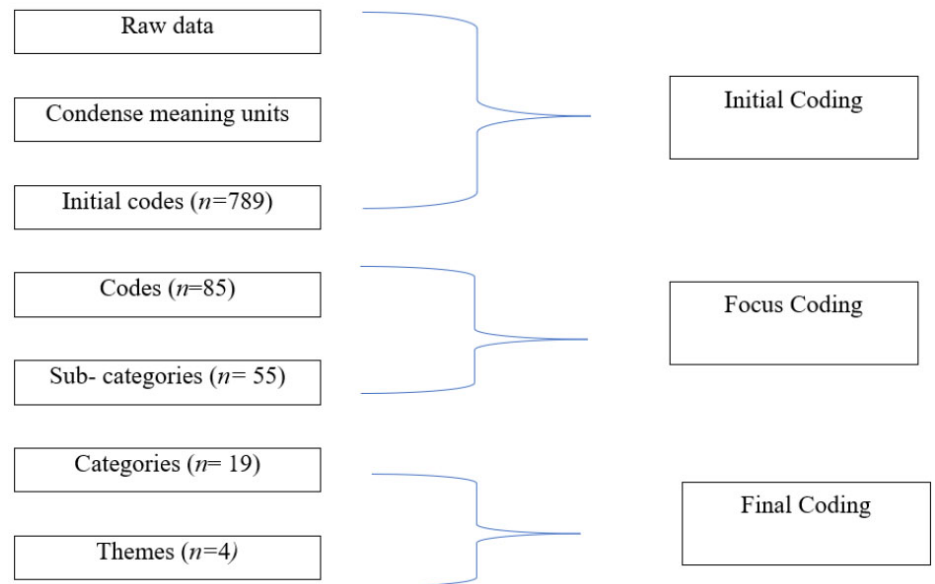 Raw data
Condense meaning units
Initial codes (n=789)
Initial Coding
Codes (n=85)
Sub- categories (n= 55)
Focus Coding
Categories (n= 19)
Themes (n=4)
Final Coding